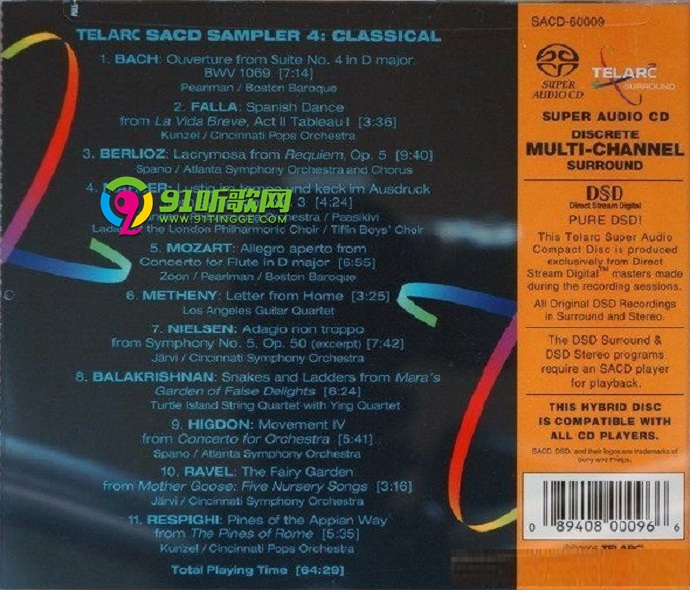 SACD-60009
TELARC SACD SAMPLER 4: CLASSICAL
1. BACH: Ouverture from Suite No. 4 in D major
BWV 1069 [7:14]
Pearlman / Boston Baroque
2. FALLA: Spanish Dance
from La Vida Breve, Act II Tableau I [3:36]
Kunzel / Cincinnati Pops Orchestra
3. BERLIOZ: Lacrymosa from Requiem, Op. 5 [9:40]
Spano / Atlanta Symphony Orchestra and Chorus
4. Lustig im Tempo und keck im Ausdruck
3 [4:24]
Orchestra / Paasikivi
Ladies of the London Philharmonic Choir / Tiffin Boys' Choir
91听歌网
WWW.91TINGGE.COM
5. MOZART: Allegro aperto from
Concerto for Flute in D major [6:55]
Zoon / Pearlman / Boston Baroque
6. METHENY: Letter from Home [3:25]
Los Angeles Guitar Quartet
7. NIELSEN: Adagio non troppo
from Symphony No. 5, Op. 50 (excerpt) [7:42]
Järvi / Cincinnati Symphony Orchestra
8. BALAKRISHNAN: Snakes and Ladders from Mara's
Garden of False Delights [6:24]
Turtle Island String Quartet with Ying Quartet
9. HIGDON: Movement IV
from Concerto for Orchestra [5:41]
Spano / Atlanta Symphony Orchestra
10. RAVEL: The Fairy Garden
from Mother Goose: Five Nursery Songs [3:16]
Järvi / Cincinnati Symphony Orchestra
11. RESPIGHI: Pines of the Appian Way
from The Pines of Rome [5:35]
Kunzel / Cincinnati Pops Orchestra
Total Playing Time [64:29]
SUPER
AUDIO CD
TELARC
SURROUND
SUPER AUDIO CD
DISCRETE
MULTI-CHANNEL
SURROUND
DSD
Direct Stream Digital
PURE DSD!
This Telarc Super Audio
Compact Disc is produced
exclusively from Direct
Stream Digital™ masters made
during the recording sessions.
All Original DSD Recordings
in Surround and Stereo.
The DSD Surround &
DSD Stereo programs
require an SACD player
for playback.
THIS HYBRID DISC
IS COMPATIBLE WITH
ALL CD PLAYERS.
SACD, DSD, and their logos are trademarks of
Sony and Philips.
0 89408 00096 6
TELARC